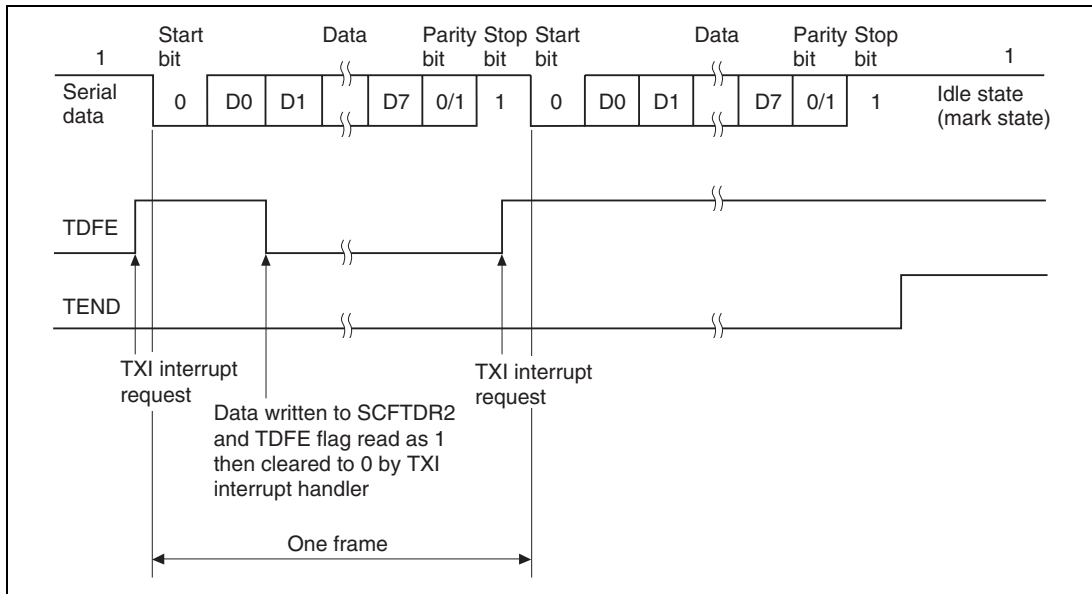 Start bit
Data
Parity bit
Stop bit
Start bit
Data
Parity bit
Stop bit
1
1
Serial data
0
D0
D1
D7
0/1
1
0
D0
D1
D7
0/1
1
Idle state
(mark state)
TDFE
TEND
TXI interrupt
request
TXI interrupt
request
Data written to SCFTDR2
and TDFE flag read as 1
then cleared to 0 by TXI
interrupt handler
One frame